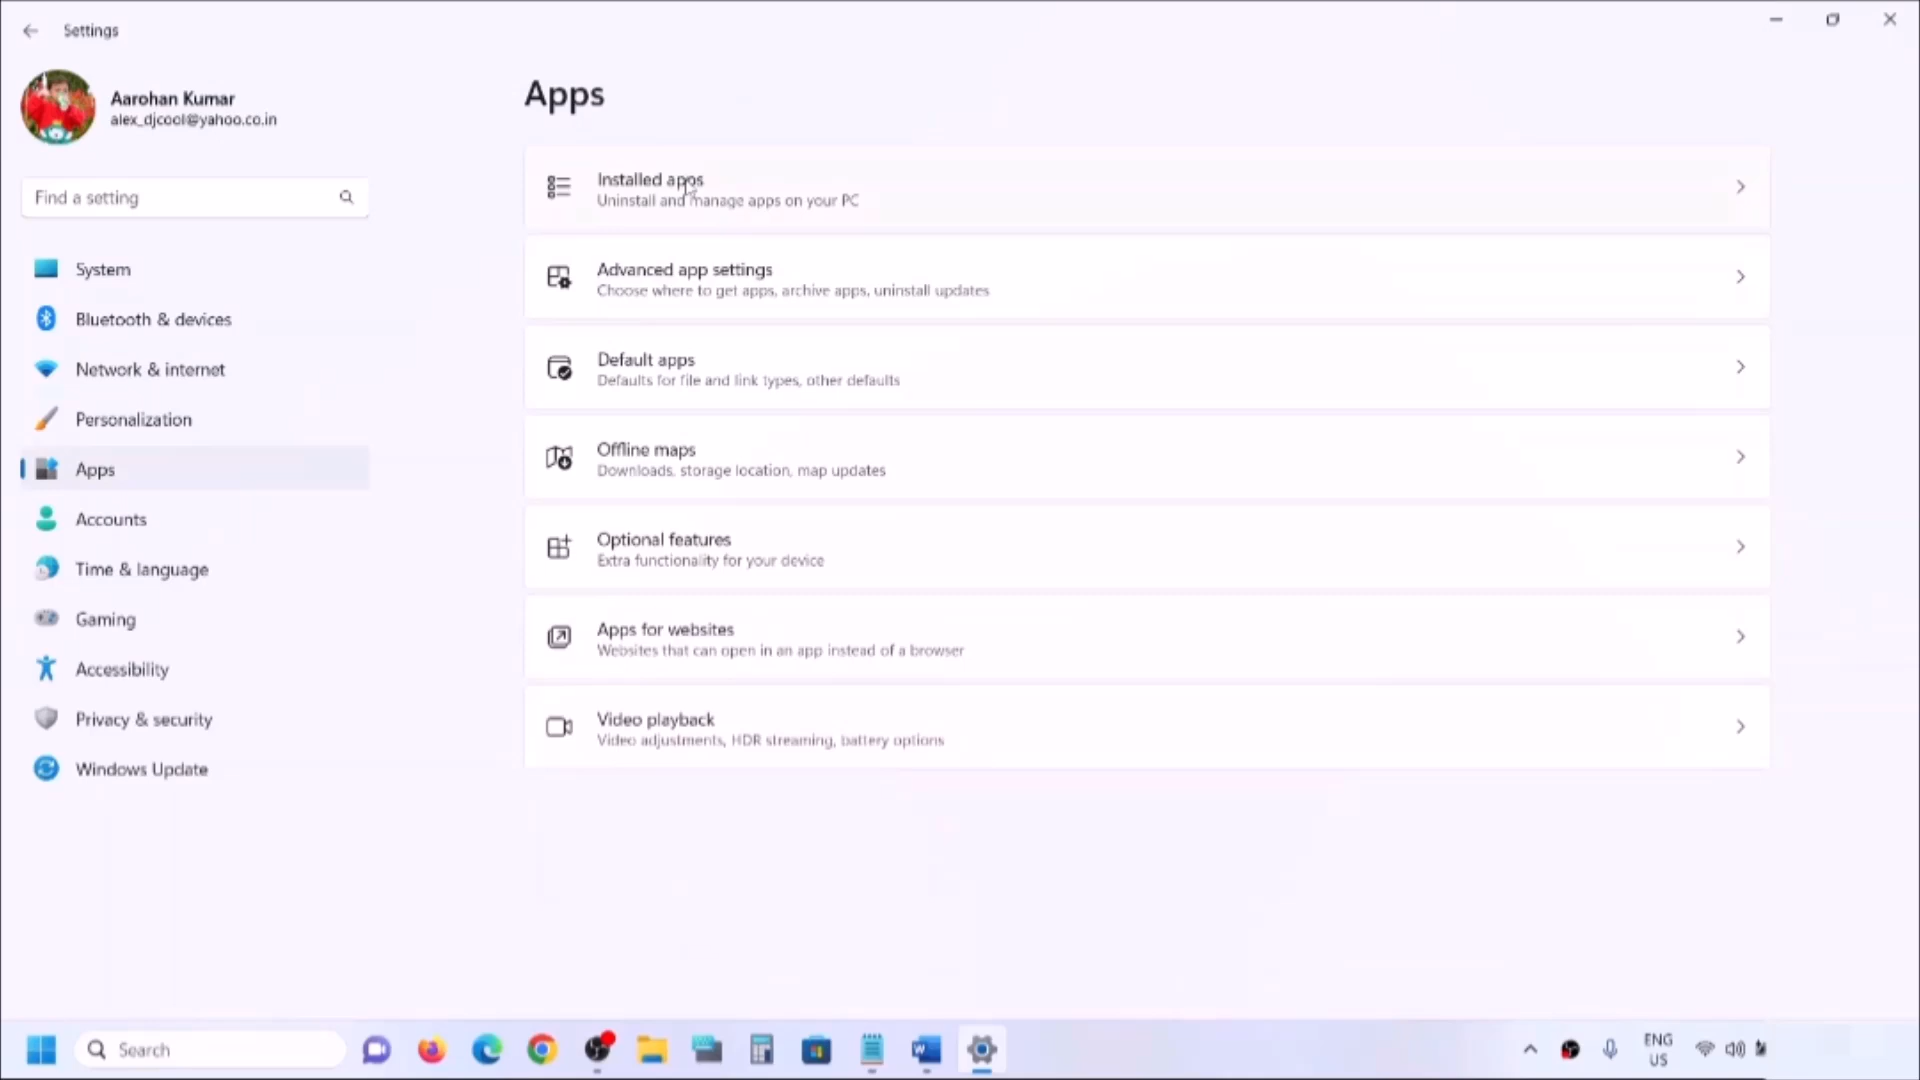 Settings
Aarohan Kumar
alex_djcool@yahoo.co.in
Find a setting
System
Bluetooth & devices
Network & internet
Personalization
Apps
Accounts
Time & language
Gaming
Accessibility
Privacy & security
Windows Update
Apps
Installed apps
Uninstall and manage apps on your PC
Advanced app settings
Choose where to get apps, archive apps, uninstall updates
Default apps
Defaults for file and link types, other defaults
Offline maps
Downloads, storage location, map updates
Optional features
Extra functionality for your device
Apps for websites
Websites that can open in an app instead of a browser
Video playback
Video adjustments, HDR streaming, battery options
Search
ENG
US